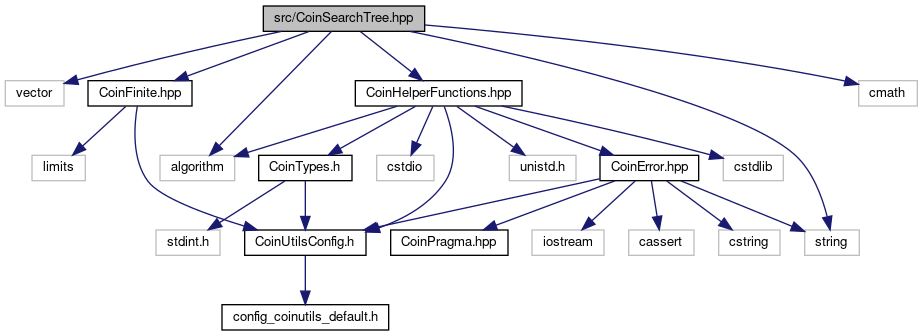 src/CoinSearchTree.hpp
vector
CoinFinite.hpp
CoinHelperFunctions.hpp
cmath
limits
algorithm
CoinTypes.h
cstdio
unistd.h
CoinError.hpp
cstdlib
stdint.h
CoinUtilsConfig.h
CoinPragma.hpp
iostream
cassert
cstring
string
config_coinutils_default.h